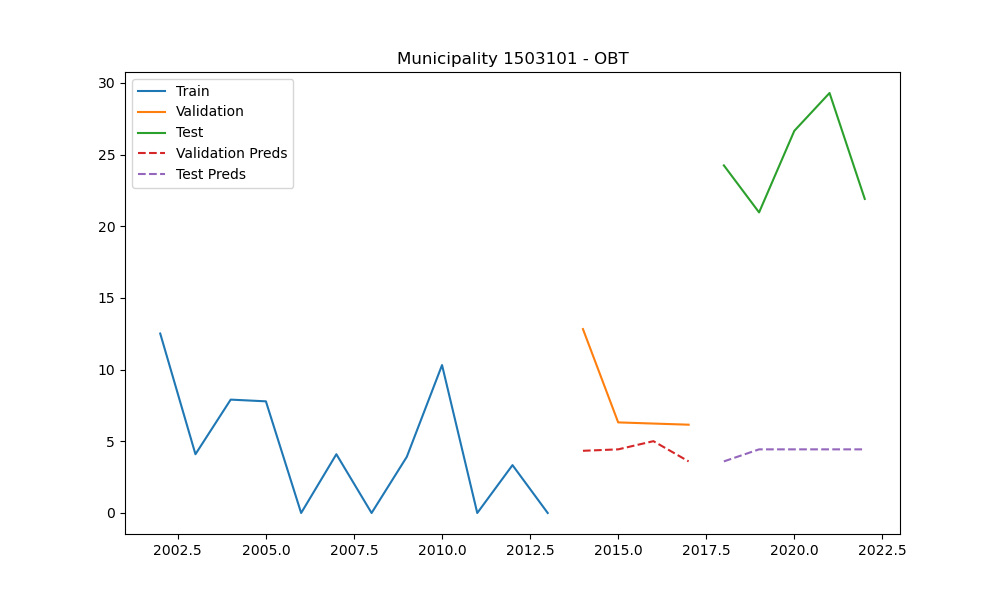 Municipality 1503101 - OBT
30
25
20
15
10
5
0
Train
Validation
Test
Validation Preds
Test Preds
2002.5 2005.0 2007.5 2010.0 2012.5 2015.0 2017.5 2020.0 2022.5